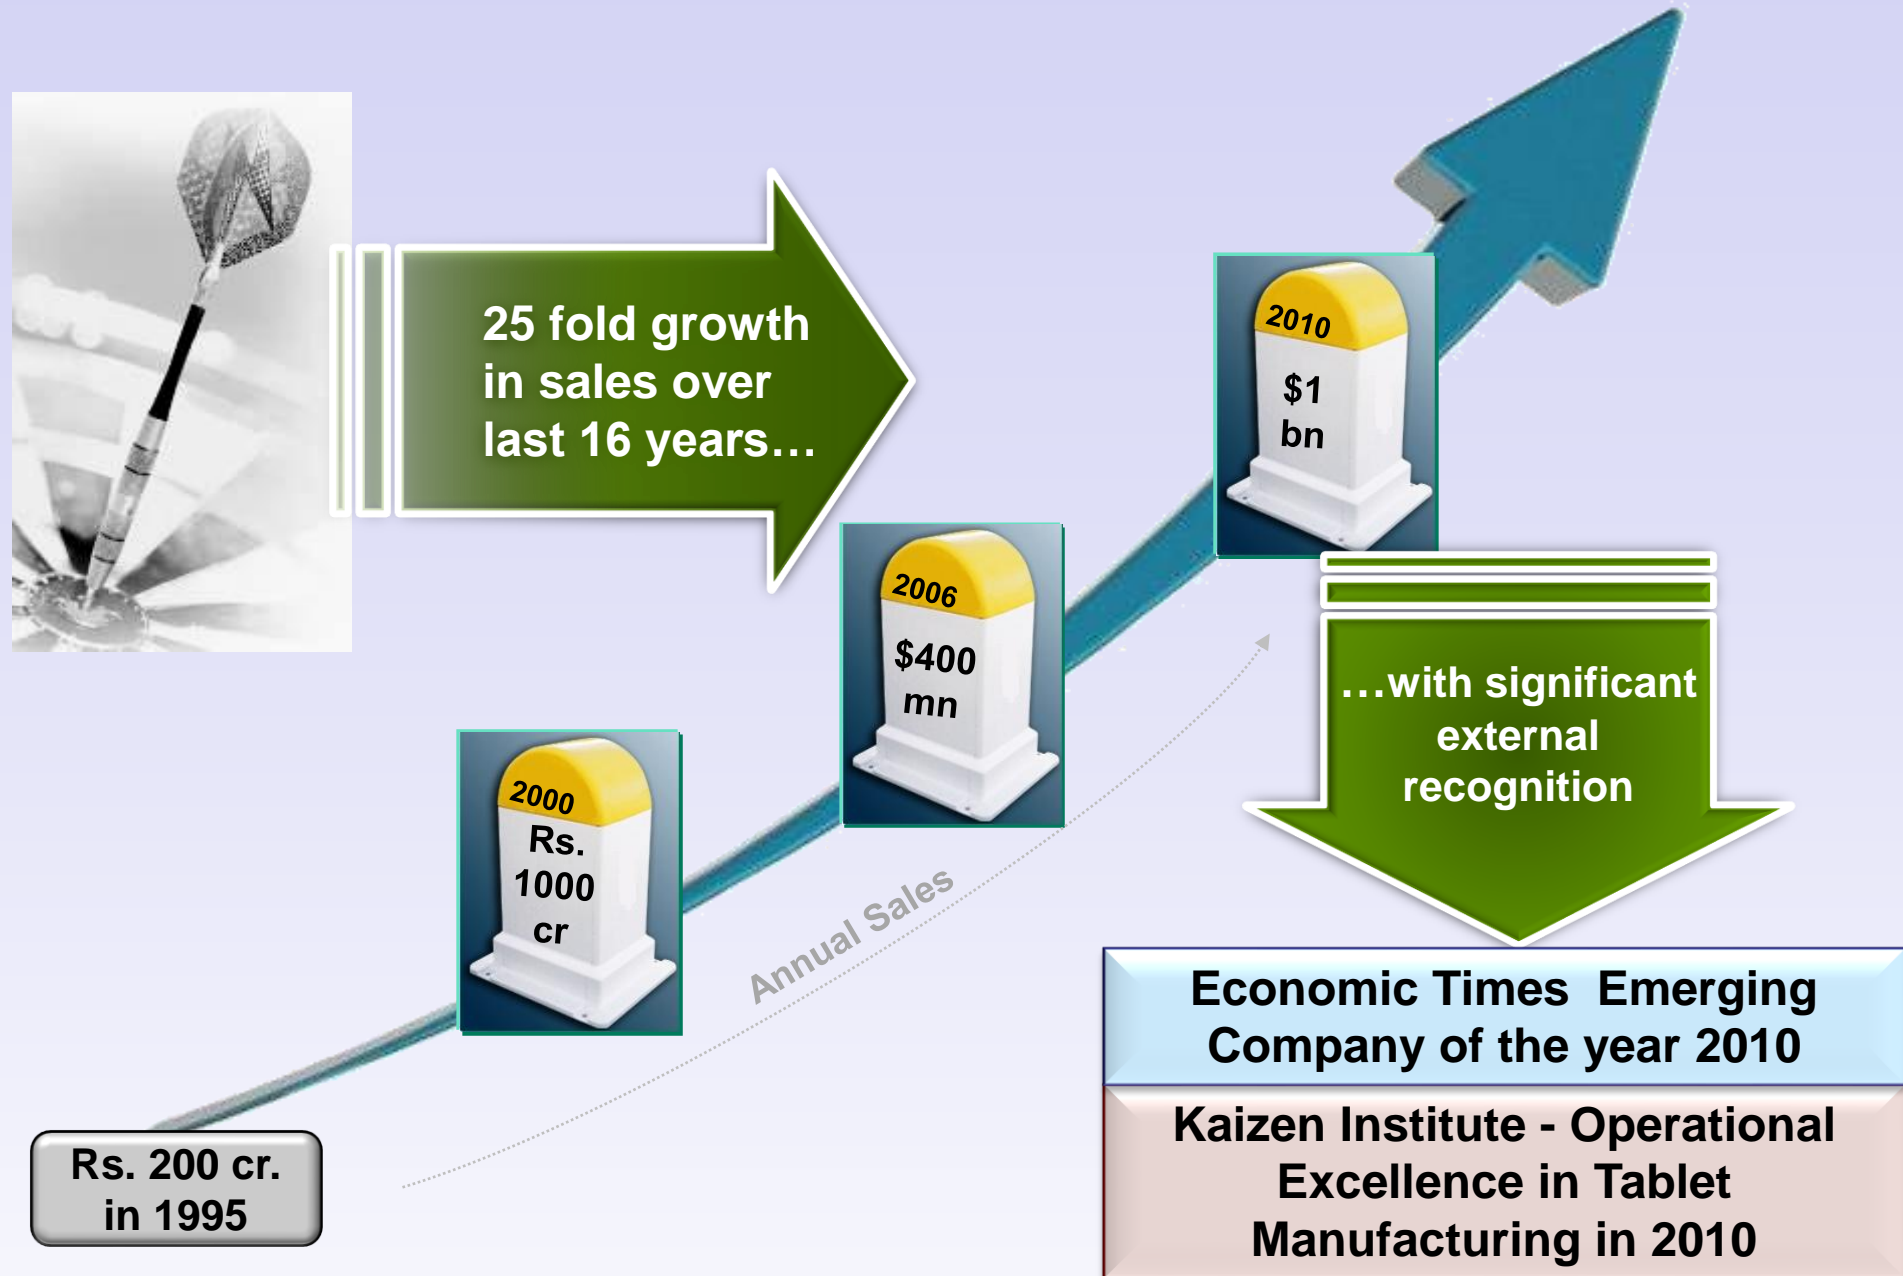 25 fold growth
in sales over
last 16 years…
2010
$1
bn
2006
$400
mn
…with significant
external
recognition
2000
Rs.
1000
cr
Annual Sales
Economic Times  Emerging
Company of the year 2010
Rs. 200 cr.
in 1995
Kaizen Institute - Operational
Excellence in Tablet
Manufacturing in 2010